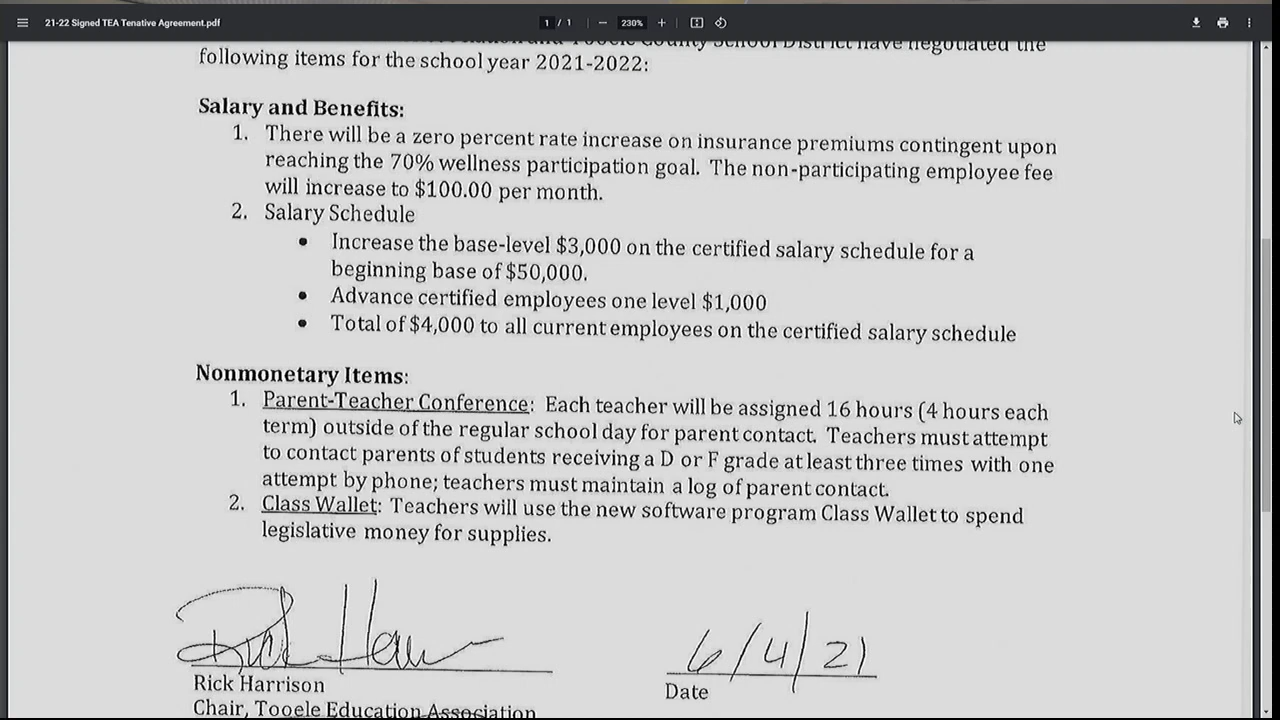 21-22 Signed TEA Tenative Agreement.pdf
1 / 1
230%
and Tooele County School District have negotiated the
following items for the school year 2021-2022:
Salary and Benefits:
1. There will be a zero percent rate increase on insurance premiums contingent upon
reaching the 70% wellness participation goal. The non-participating employee fee
will increase to $100.00 per month.
2. Salary Schedule
• Increase the base-level $3,000 on the certified salary schedule for a
beginning base of $50,000.
• Advance certified employees one level $1,000
• Total of $4,000 to all current employees on the certified salary schedule
Nonmonetary Items:
1. Parent-Teacher Conference: Each teacher will be assigned 16 hours (4 hours each
term) outside of the regular school day for parent contact. Teachers must attempt
to contact parents of students receiving a D or F grade at least three times with one
attempt by phone; teachers must maintain a log of parent contact.
2. Class Wallet: Teachers will use the new software program Class Wallet to spend
legislative money for supplies.
6/4/21
Rick Harrison
Date
Chair, Tooele Education Association